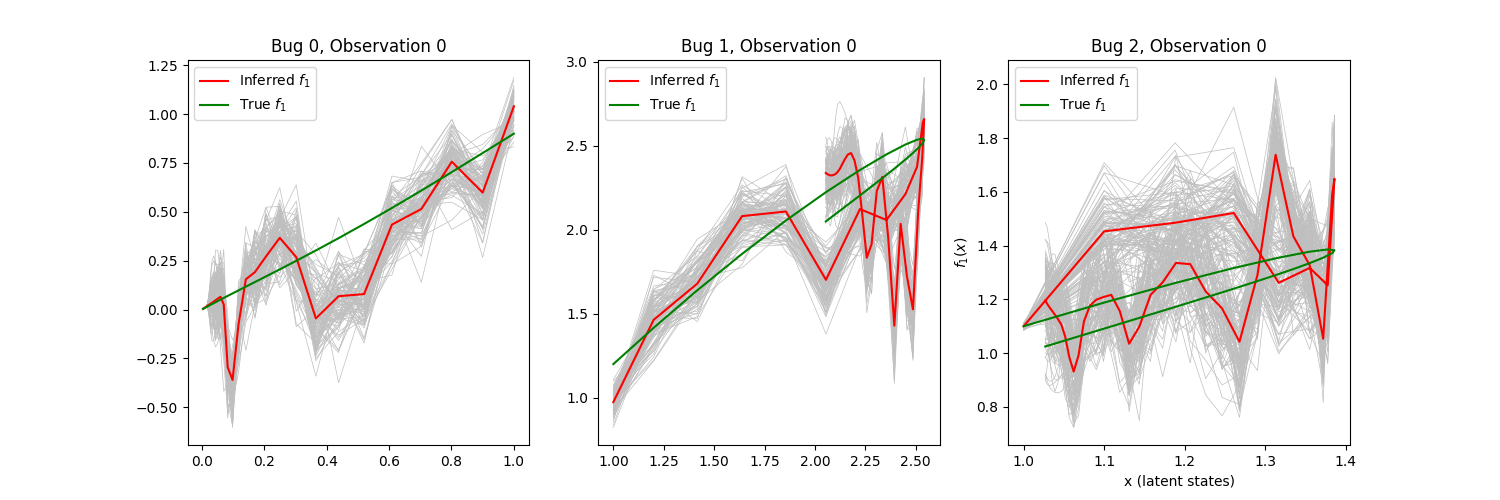 Bug 0, Observation 0
Inferred f₁
True f₁
1.25
1.00
0.75
0.50
0.25
0.00
−0.25
−0.50
0.0 0.2 0.4 0.6 0.8 1.0
Bug 1, Observation 0
Inferred f₁
True f₁
3.0
2.5
2.0
1.5
1.0
1.00 1.25 1.50 1.75 2.00 2.25 2.50
Bug 2, Observation 0
Inferred f₁
True f₁
f₁(x)
2.0
1.8
1.6
1.4
1.2
1.0
0.8
1.0 1.1 1.2 1.3 1.4
x (latent states)